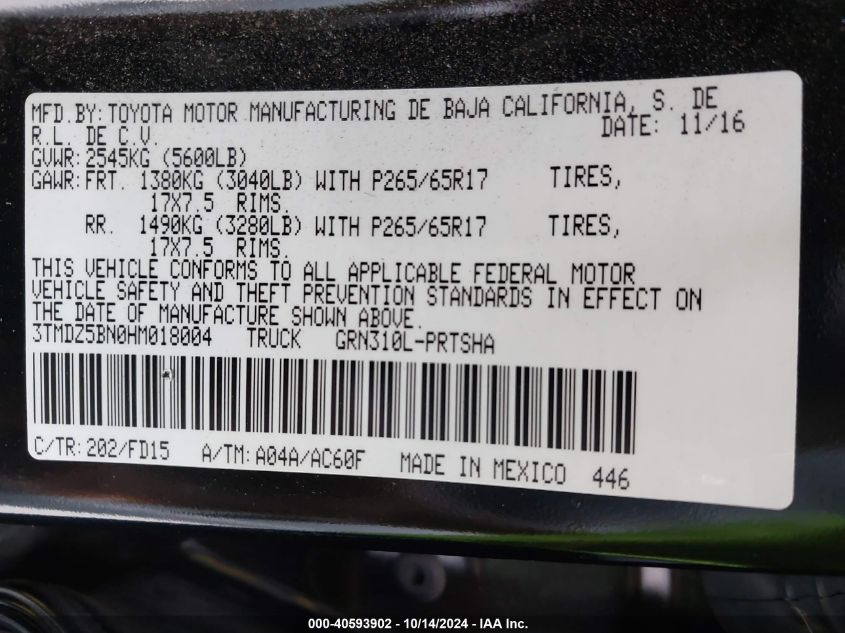 MFD.BY: TOYOTA MOTOR MANUFACTURING DE BAJA CALIFORNIA, S. DE
R.L. DE C.V. DATE: 11/16
GVWR: 2545KG (5600LB)
GAWR: FRT. 1380KG (3040LB) WITH P265/65R17 TIRES,
17X7.5 RIMS.
RR. 1490KG (3280LB) WITH P265/65R17 TIRES,
17X7.5 RIMS.
THIS VEHICLE CONFORMS TO ALL APPLICABLE FEDERAL MOTOR
VEHICLE SAFETY AND THEFT PREVENTION STANDARDS IN EFFECT ON
THE DATE OF MANUFACTURE SHOWN ABOVE.
3TMDZ5BN0HM018004 TRUCK GRN310L-PRTSHA
C/TR: 202/FD15 A/TM: A04A/AC60F MADE IN MEXICO 446
000-40593902 / 10/14/2024 - IAA Inc.